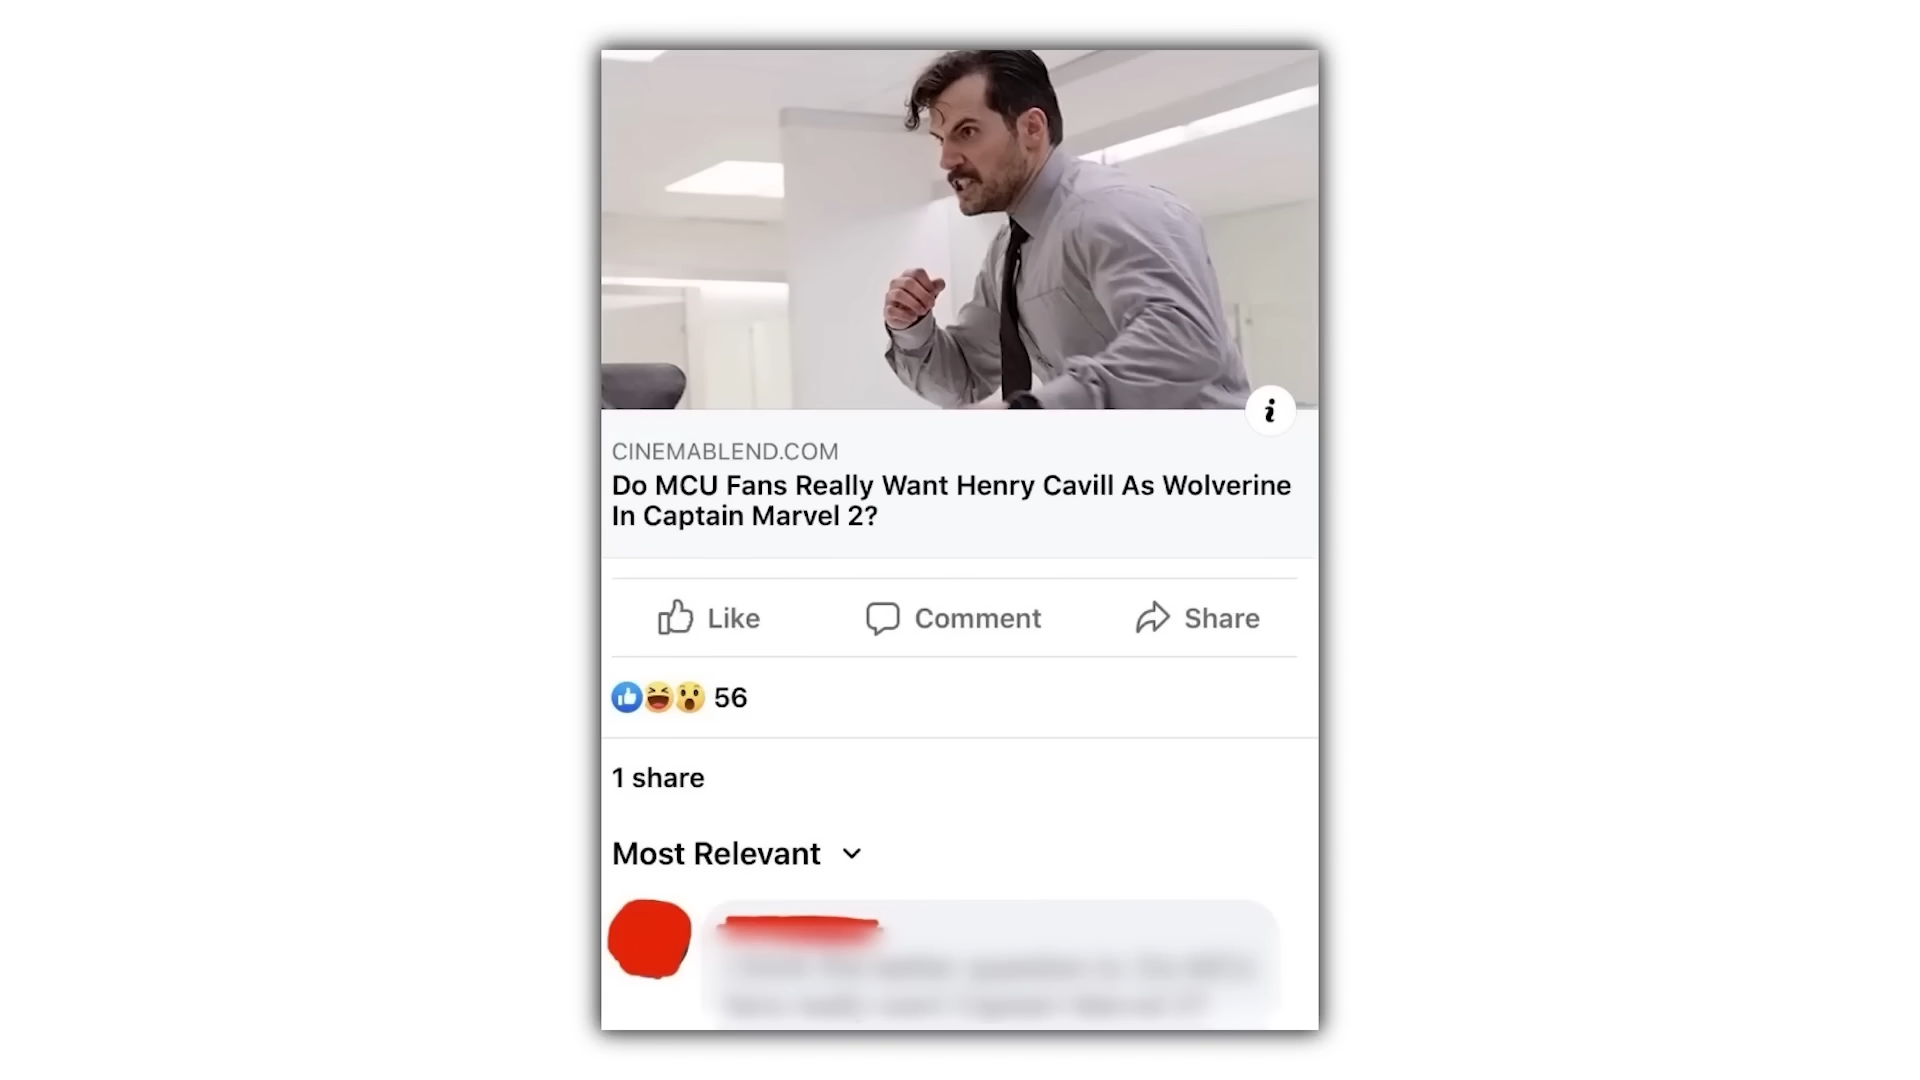 CINEMABLEND.COM
Do MCU Fans Really Want Henry Cavill As Wolverine
In Captain Marvel 2?
Like Comment Share
56
1 share
Most Relevant